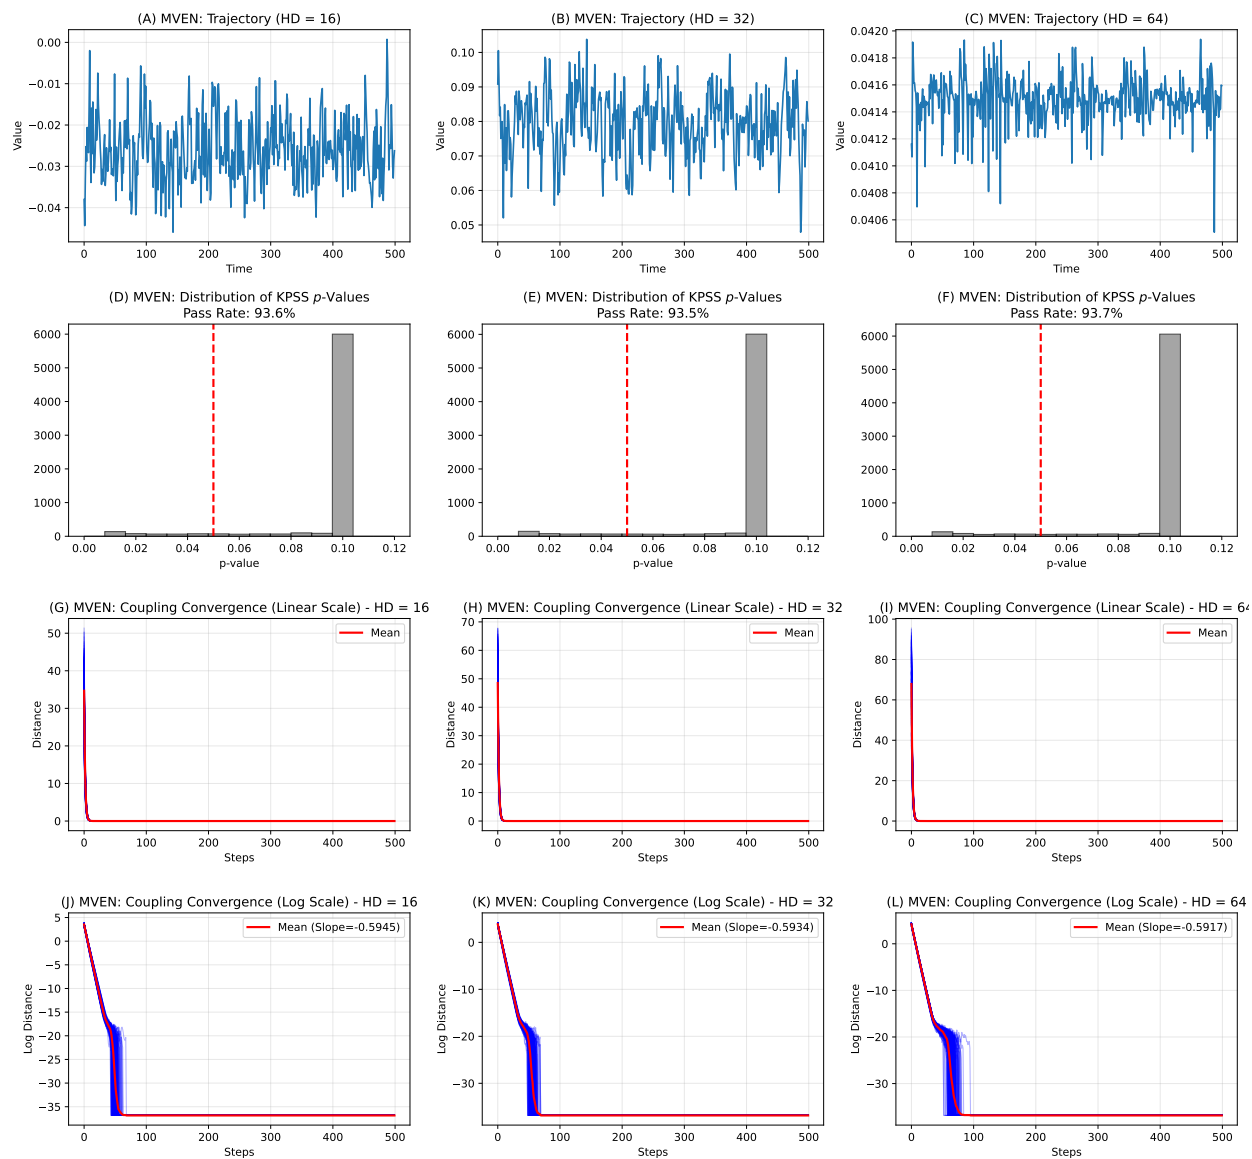 (A) MVEN: Trajectory (HD = 16)
0.00
−0.01
−0.02
−0.03
−0.04
Value
0 100 200 300 400 500
Time
(B) MVEN: Trajectory (HD = 32)
0.10
0.09
0.08
0.07
0.06
0.05
Value
0 100 200 300 400 500
Time
(C) MVEN: Trajectory (HD = 64)
0.0420
0.0418
0.0416
0.0414
0.0412
0.0410
0.0408
0.0406
Value
0 100 200 300 400 500
Time
(D) MVEN: Distribution of KPSS p-Values
Pass Rate: 93.6%
6000
5000
4000
3000
2000
1000
0
0.00 0.02 0.04 0.06 0.08 0.10 0.12
p-value
(E) MVEN: Distribution of KPSS p-Values
Pass Rate: 93.5%
6000
5000
4000
3000
2000
1000
0
0.00 0.02 0.04 0.06 0.08 0.10 0.12
p-value
(F) MVEN: Distribution of KPSS p-Values
Pass Rate: 93.7%
6000
5000
4000
3000
2000
1000
0
0.00 0.02 0.04 0.06 0.08 0.10 0.12
p-value
(G) MVEN: Coupling Convergence (Linear Scale) - HD = 16
50
40
30
20
10
0
Distance
Mean
0 100 200 300 400 500
Steps
(H) MVEN: Coupling Convergence (Linear Scale) - HD = 32
70
60
50
40
30
20
10
0
Distance
Mean
0 100 200 300 400 500
Steps
(I) MVEN: Coupling Convergence (Linear Scale) - HD = 64
100
80
60
40
20
0
Distance
Mean
0 100 200 300 400 500
Steps
(J) MVEN: Coupling Convergence (Log Scale) - HD = 16
5
0
−5
−10
−15
−20
−25
−30
−35
Log Distance
Mean (Slope=-0.5945)
0 100 200 300 400 500
Steps
(K) MVEN: Coupling Convergence (Log Scale) - HD = 32
0
−10
−20
−30
Log Distance
Mean (Slope=-0.5934)
0 100 200 300 400 500
Steps
(L) MVEN: Coupling Convergence (Log Scale) - HD = 64
0
−10
−20
−30
Log Distance
Mean (Slope=-0.5917)
0 100 200 300 400 500
Steps